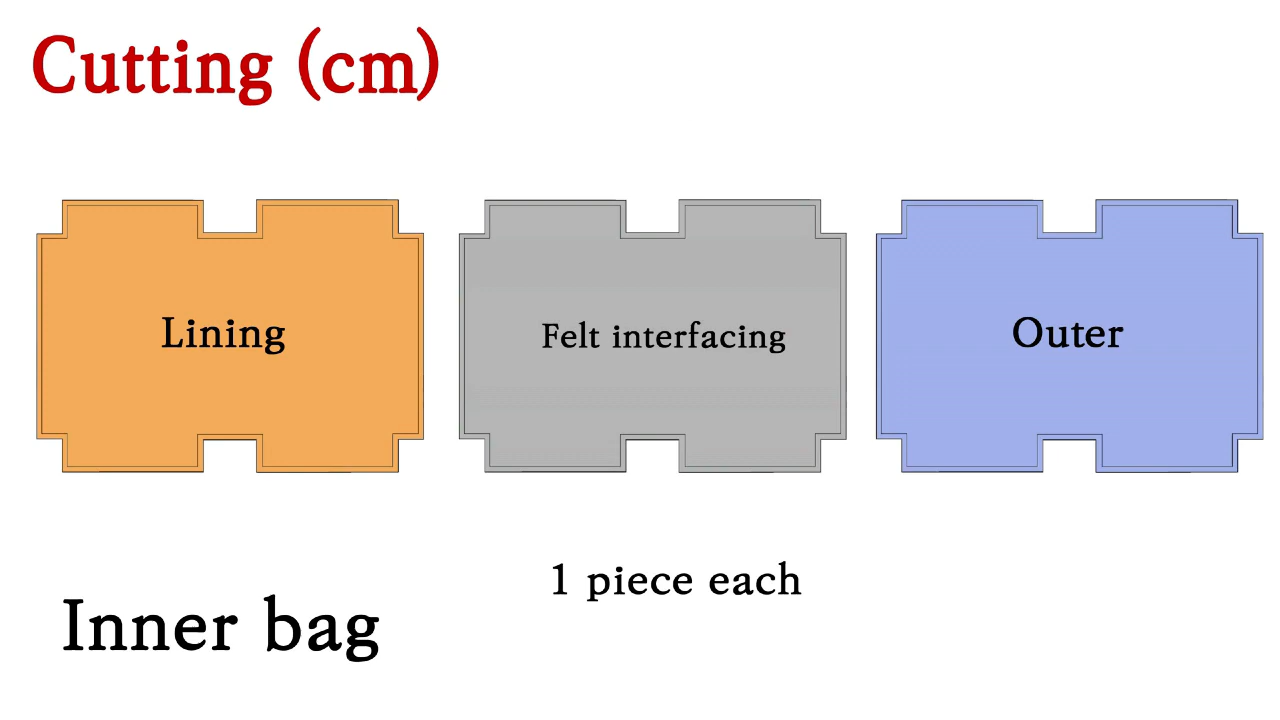 Cutting (cm)
Lining
Felt interfacing
Outer
1 piece each
Inner bag